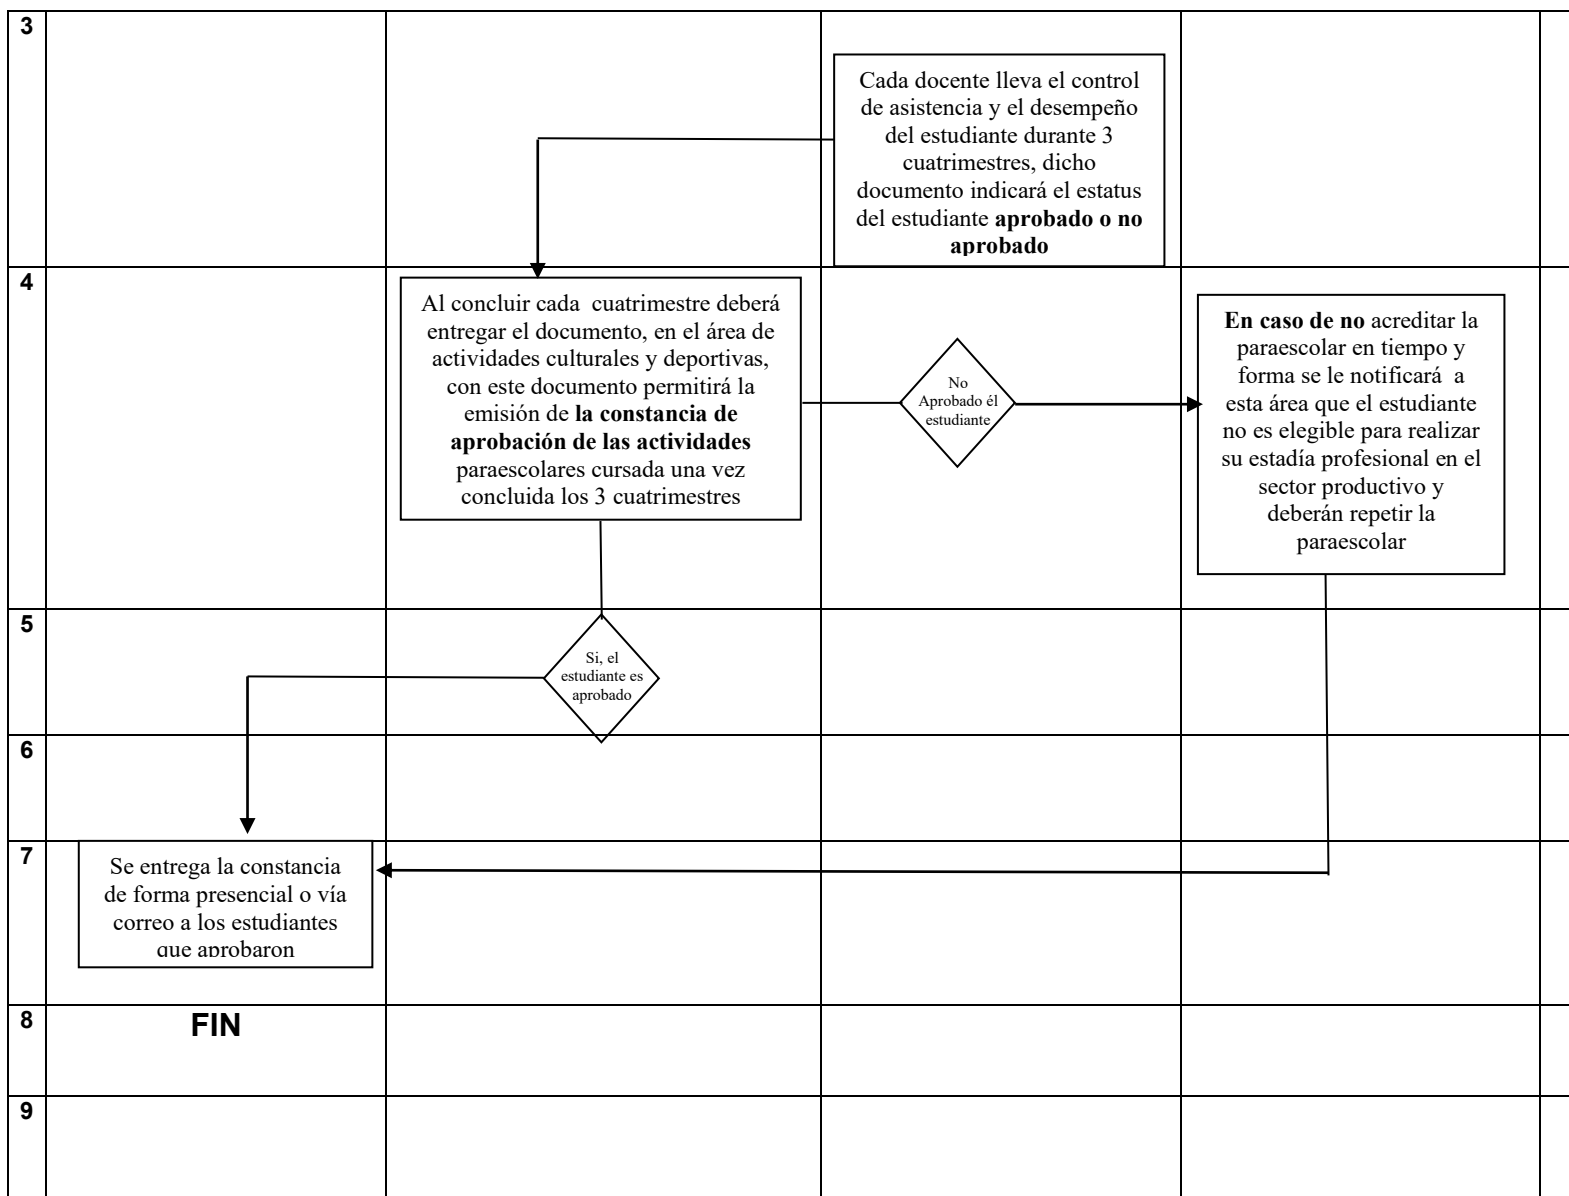 3
Cada docente lleva el control
de asistencia y el desempeño
del estudiante durante 3
cuatrimestres, dicho
documento indicará el estatus
del estudiante aprobado o no
aprobado
4
Al concluir cada cuatrimestre deberá
entregar el documento, en el área de
actividades culturales y deportivas,
con este documento permitirá la
emisión de la constancia de
aprobación de las actividades
paraescolares cursada una vez
concluida los 3 cuatrimestres
No
Aprobado él
estudiante
En caso de no acreditar la
paraescolar en tiempo y
forma se le notificará a
esta área que el estudiante
no es elegible para realizar
su estadía profesional en el
sector productivo y
deberán repetir la
paraescolar
5
Si, el
estudiante es
aprobado
6
7
Se entrega la constancia
de forma presencial o vía
correo a los estudiantes
que aprobaron
8
FIN
9